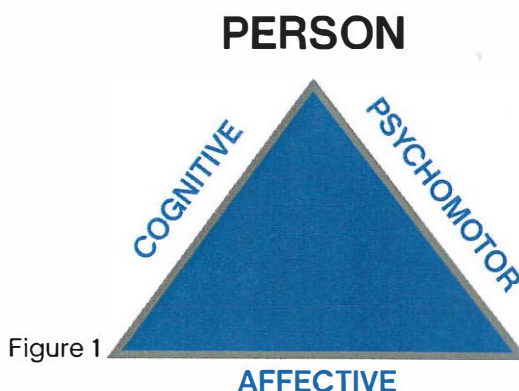 PERSON
COGNITIVE
PSYCHOMOTOR
Figure 1
AFFECTIVE